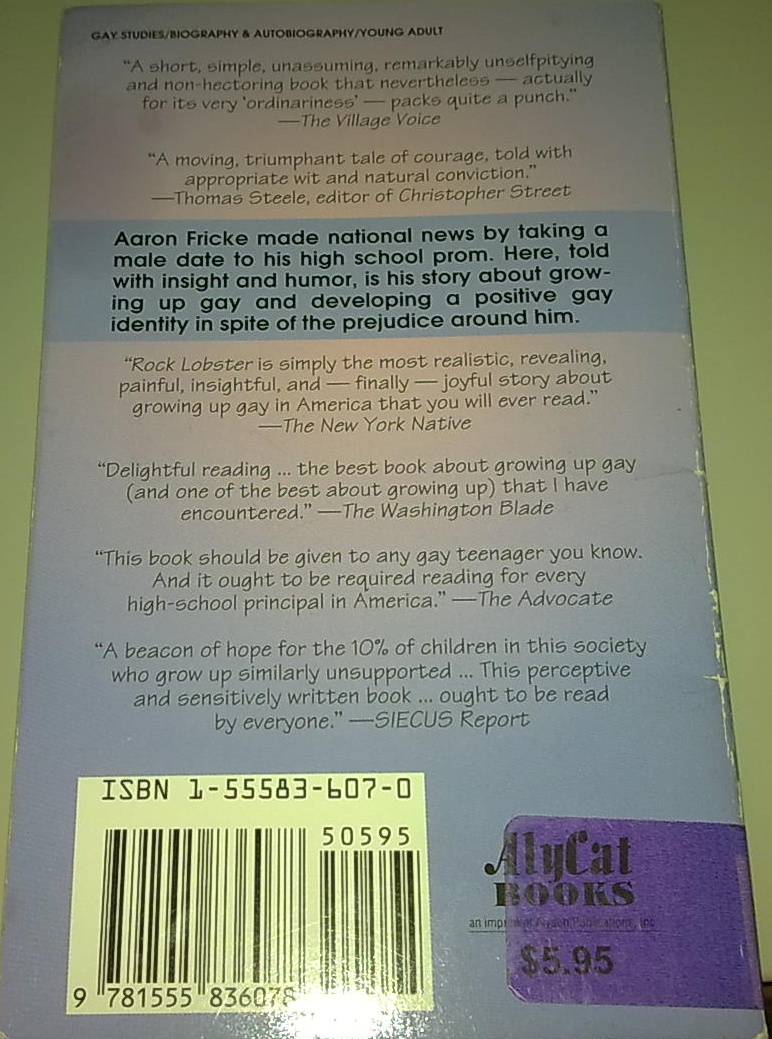 GAY STUDIES/BIOGRAPHY & AUTOBIOGRAPHY/YOUNG ADULT
"A short, simple, unassuming, remarkably unselfpitying
and non-hectoring book that nevertheless — actually
for its very 'ordinariness' — packs quite a punch."
—The Village Voice
"A moving, triumphant tale of courage, told with
appropriate wit and natural conviction."
—Thomas Steele, editor of Christopher Street
Aaron Fricke made national news by taking a
male date to his high school prom. Here, told
with insight and humor, is his story about grow-
ing up gay and developing a positive gay
identity in spite of the prejudice around him.
"Rock Lobster is simply the most realistic, revealing,
painful, insightful, and — finally — joyful story about
growing up gay in America that you will ever read."
—The New York Native
"Delightful reading ... the best book about growing up gay
(and one of the best about growing up) that I have
encountered." —The Washington Blade
"This book should be given to any gay teenager you know.
And it ought to be required reading for every
high-school principal in America." —The Advocate
"A beacon of hope for the 10% of children in this society
who grow up similarly unsupported ... This perceptive
and sensitively written book ... ought to be read
by everyone." —SIECUS Report
ISBN 1-55583-607-0
50595
9 781555 836078
AlyCat
BOOKS
an imprint of Alyson Publications, Inc.
$5.95